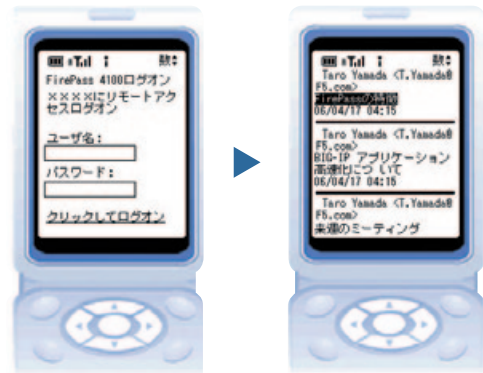 数
FirePass 4100ログオン
××××にリモートアク
セスログオン
ユーザ名:
パスワード:
クリックしてログオン
数
Taro Yamada <T.Yamada@
F5.com>
FirePassの時間
06/04/17 04:15
Taro Yamada <T.Yamada@
F5.com>
BIG-IP アプリケーション
高速化につ いて
06/04/17 04:15
Taro Yamada <T.Yamada@
F5.com>
来週のミーティング